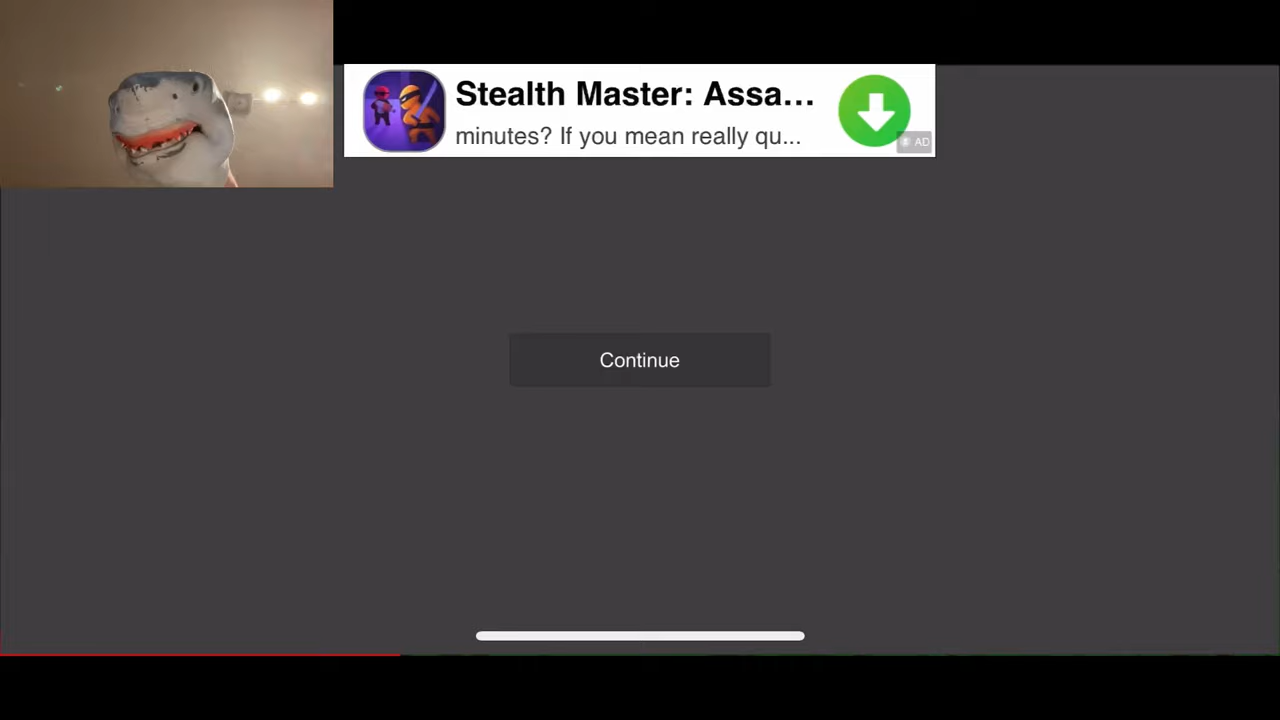 Stealth Master: Assa...
minutes? If you mean really qu...
AD
Continue